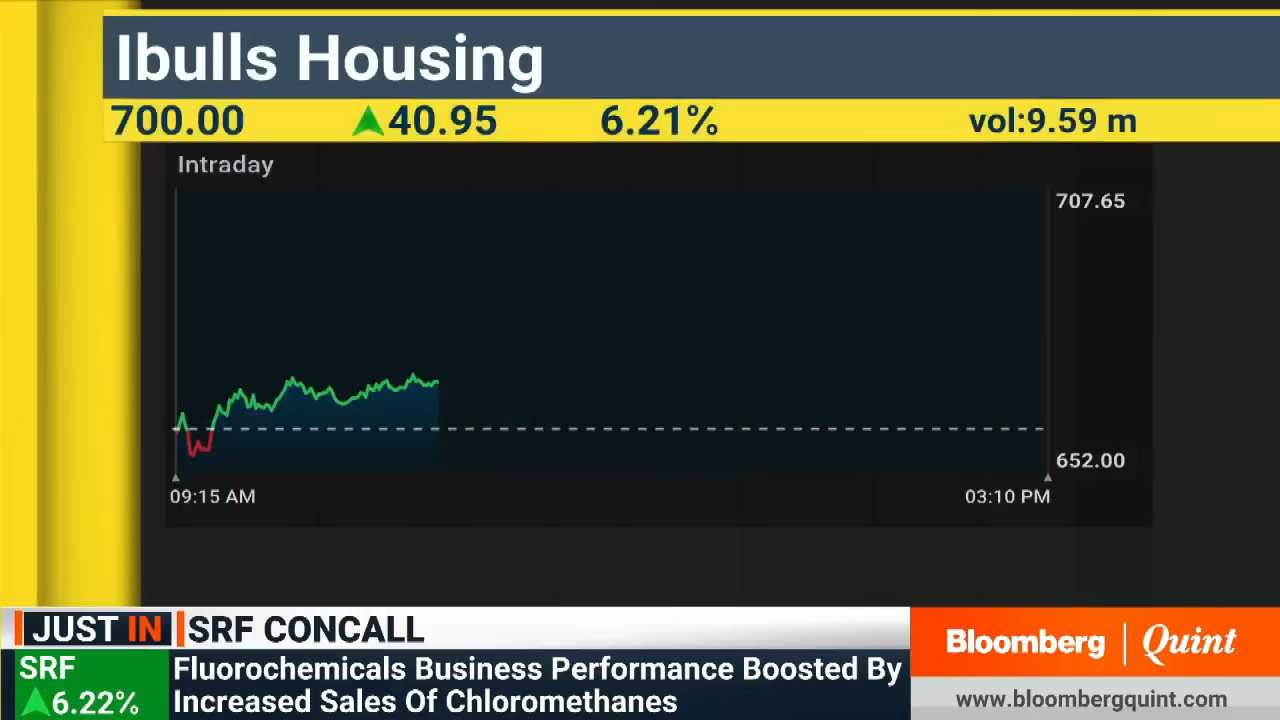 Ibulls Housing
700.00 ▲40.95 6.21% vol:9.59 m
Intraday
707.65
652.00
09:15 AM 03:10 PM
JUST IN SRF CONCALL
SRF
▲6.22%
Fluorochemicals Business Performance Boosted By
Increased Sales Of Chloromethanes
Bloomberg | Quint
www.bloombergquint.com